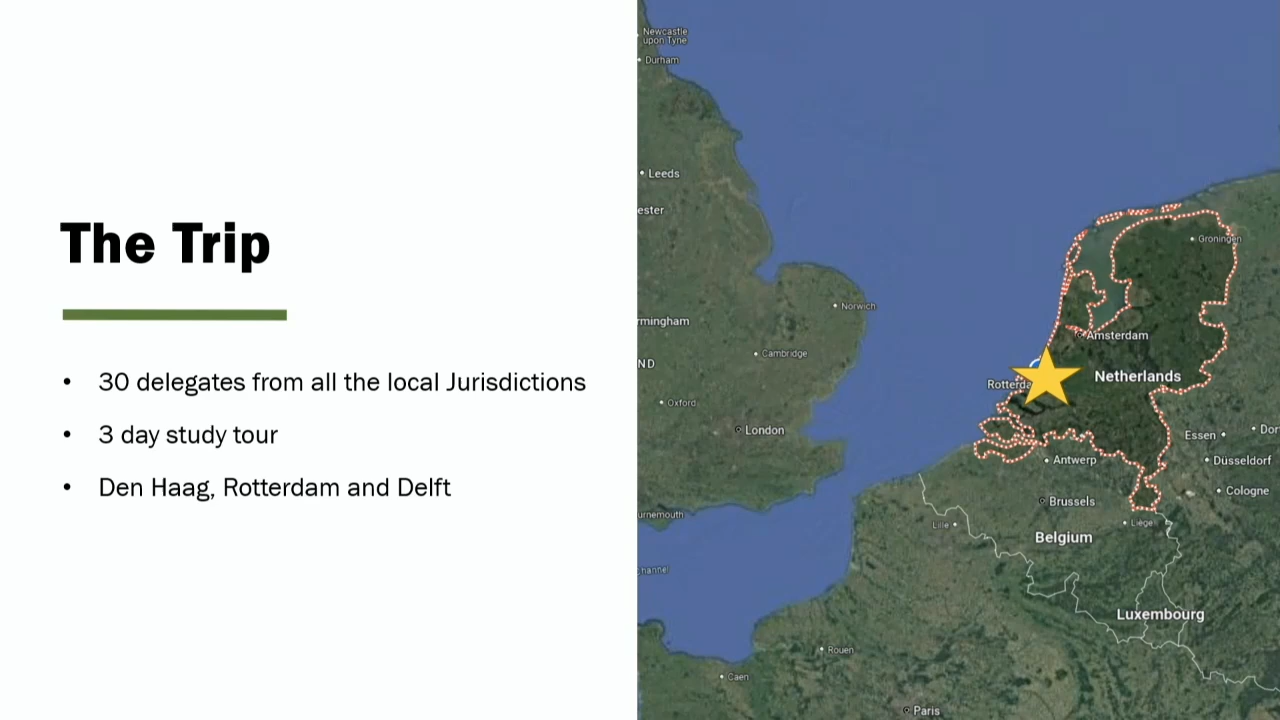 The Trip
• 30 delegates from all the local Jurisdictions
• 3 day study tour
• Den Haag, Rotterdam and Delft
Newcastle
upon Tyne
Durham
Leeds
ester
Groningen
Norwich
rmingham
Amsterdam
Cambridge
ND
Netherlands
Rotterda
Oxford
London
Essen
Dor
Antwerp
Düsseldorf
Cologne
Brussels
urnemouth
Lille
Liège
Belgium
hannel
Luxembourg
Rouen
Caen
Paris